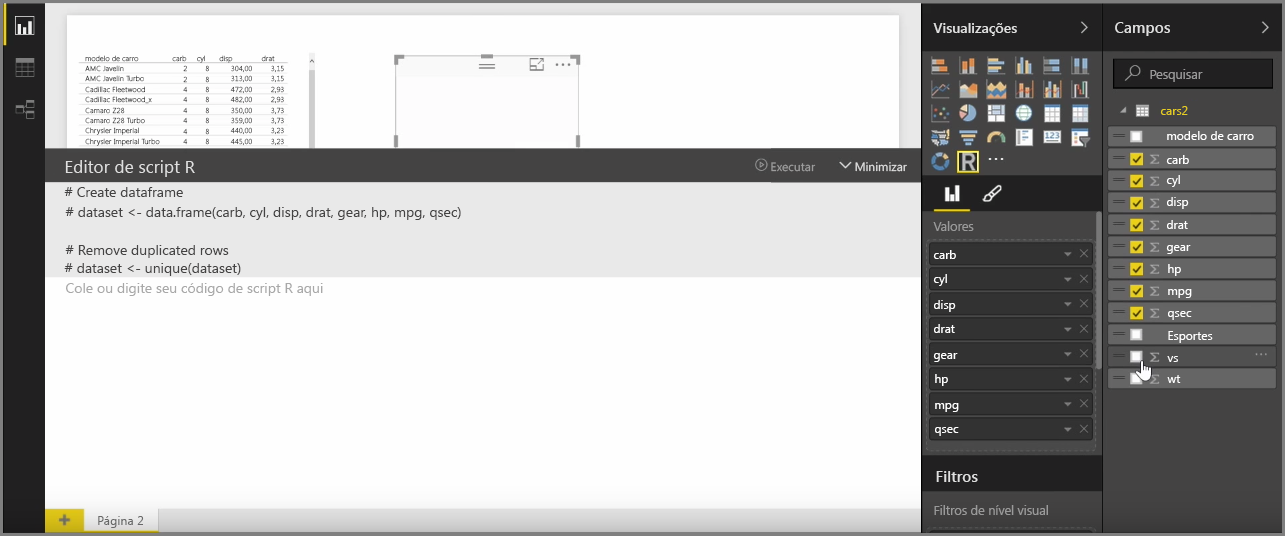 modelo de carro carb cyl disp drat
AMC Javelin 2 8 304,00 3,15
AMC Javelin Turbo 2 8 313,00 3,15
Cadillac Fleetwood 4 8 472,00 2,93
Cadillac Fleetwood_x 4 8 482,00 2,93
Camaro Z28 4 8 350,00 3,73
Camaro Z28 Turbo 4 8 359,00 3,73
Chrysler Imperial 4 8 440,00 3,23
Chrysler Imperial Turbo 4 8 445,00 3,23
Editor de script R
Executar
Minimizar
# Create dataframe
# dataset <- data.frame(carb, cyl, disp, drat, gear, hp, mpg, qsec)
# Remove duplicated rows
# dataset <- unique(dataset)
Cole ou digite seu código de script R aqui
Página 2
Visualizações
R
123
Valores
carb
cyl
disp
drat
gear
hp
mpg
qsec
Filtros
Filtros de nível visual
Campos
Pesquisar
cars2
modelo de carro
Σ carb
Σ cyl
Σ disp
Σ drat
Σ gear
Σ hp
Σ mpg
Σ qsec
Esportes
Σ vs
Σ wt